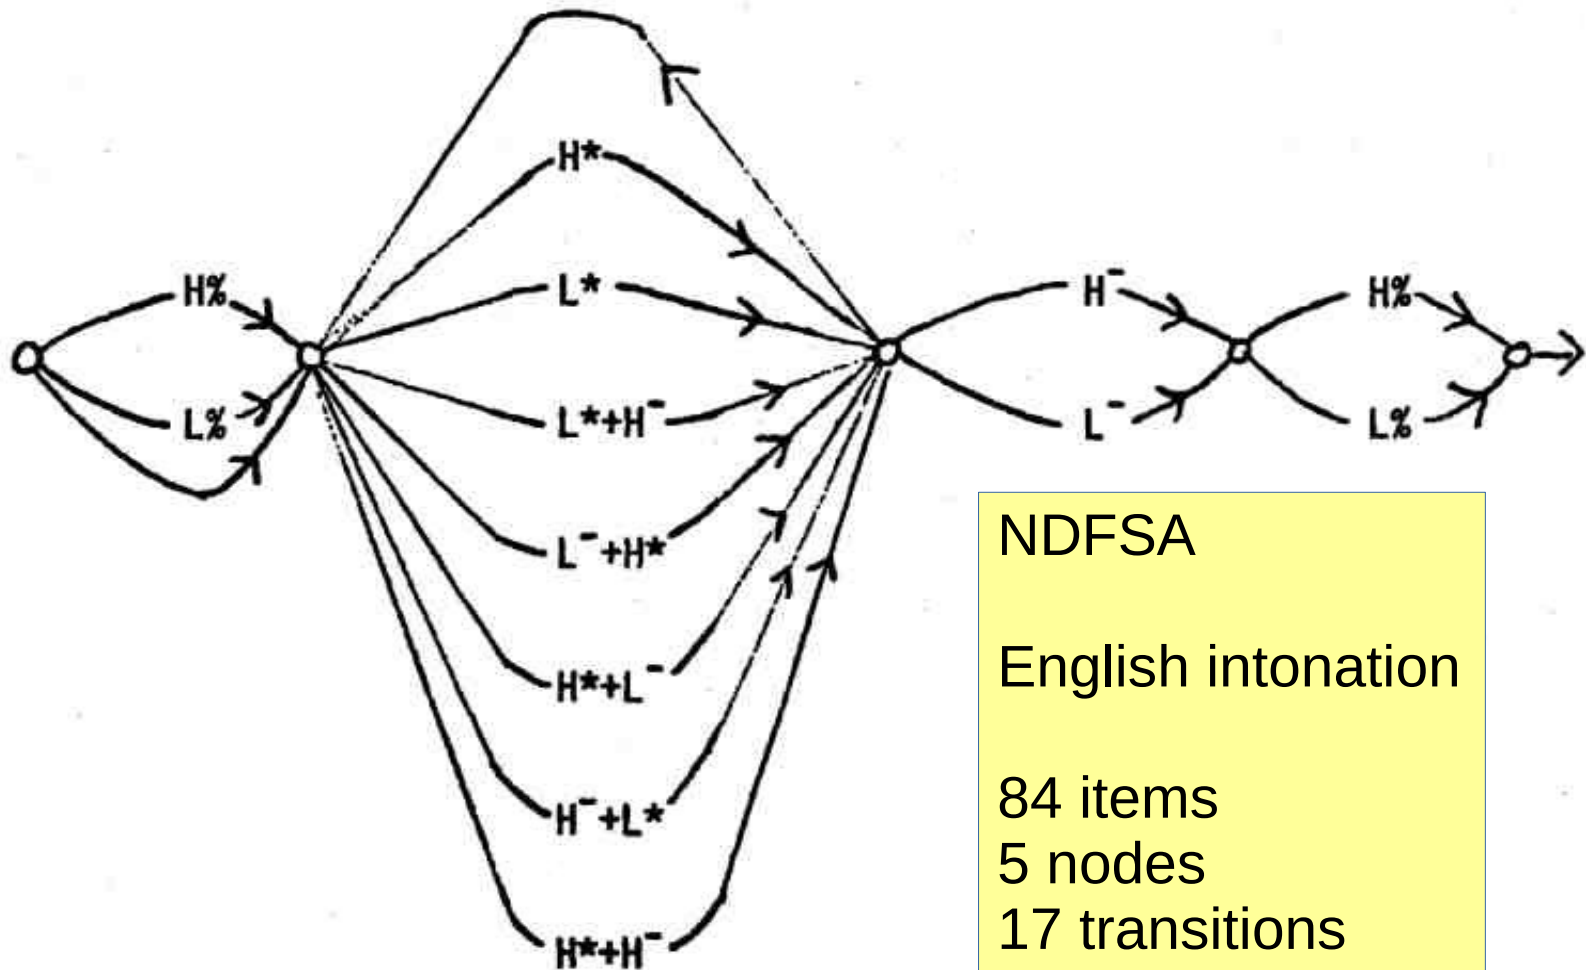 H*
H%
L*
H⁻
H%
L%
L*+H⁻
L⁻
L%
L⁻+H*
H*+L⁻
H⁻+L*
H*+H⁻
NDFSA
English intonation
84 items
5 nodes
17 transitions